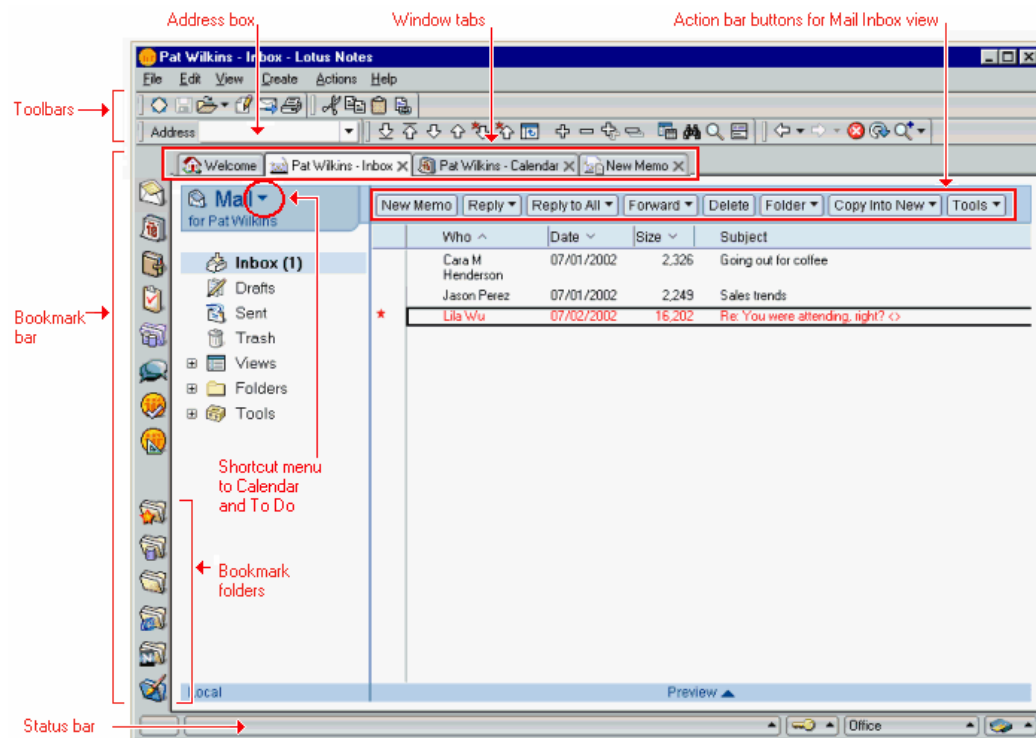 Address box
Window tabs
Action bar buttons for Mail Inbox view
Pat Wilkins - Inbox - Lotus Notes
File Edit View Create Actions Help
Toolbars
Address
Welcome Pat Wilkins - Inbox Pat Wilkins - Calendar New Memo
Mail
for Pat Wilkins
New Memo Reply Reply to All Forward Delete Folder Copy Into New Tools
Who Date Size Subject
Cara M Henderson 07/01/2002 2,326 Going out for coffee
Jason Perez 07/01/2002 2,249 Sales trends
Lila Wu 07/02/2002 16,202 Re: You were attending, right? <>
Inbox (1)
Drafts
Sent
Trash
Views
Folders
Tools
Bookmark
bar
Shortcut menu
to Calendar
and To Do
Bookmark
folders
Local
Preview
Status bar
Office